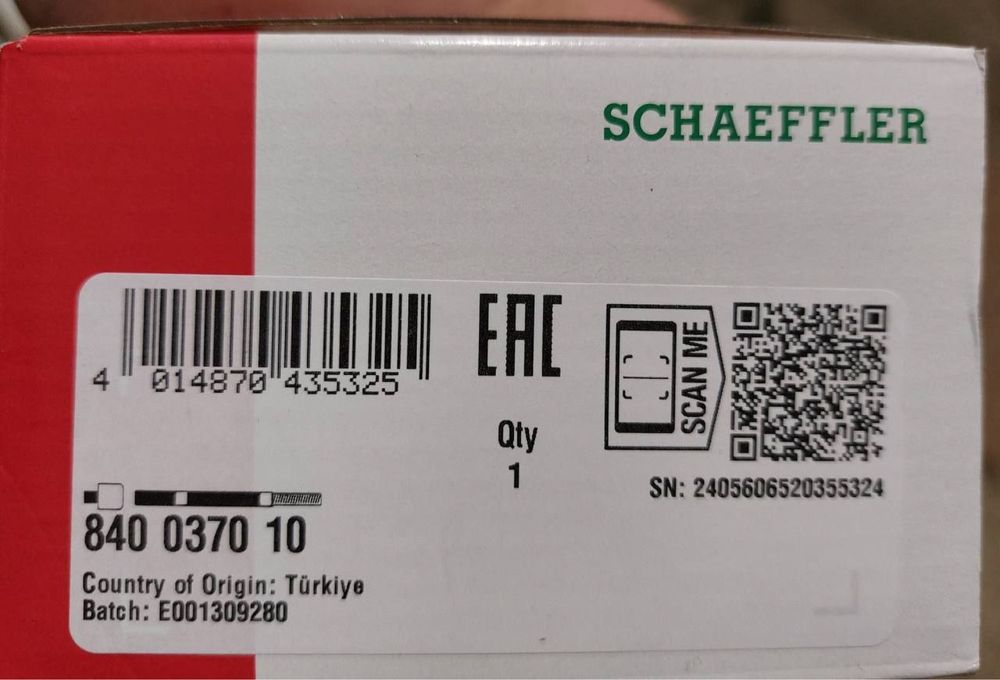 SCHAEFFLER
4 014870 435325
EAC
Qty
1
SCAN ME
SN: 2405606520355324
840 0370 10
Country of Origin: Türkiye
Batch: E001309280